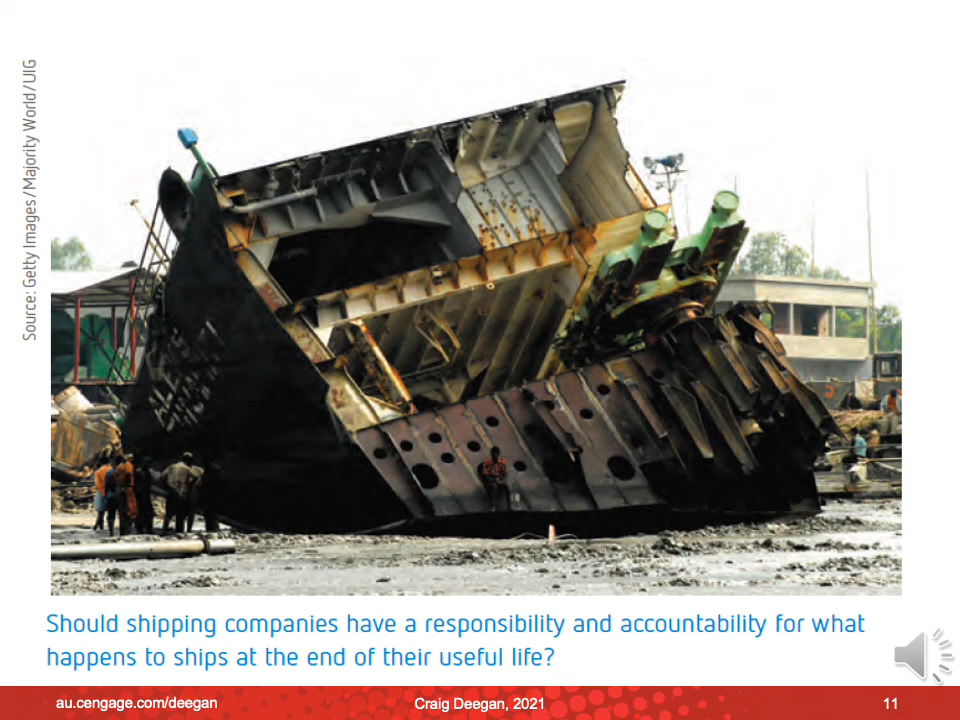 Source: Getty Images/Majority World/UIG
Should shipping companies have a responsibility and accountability for what
happens to ships at the end of their useful life?
au.cengage.com/deegan
Craig Deegan, 2021
11